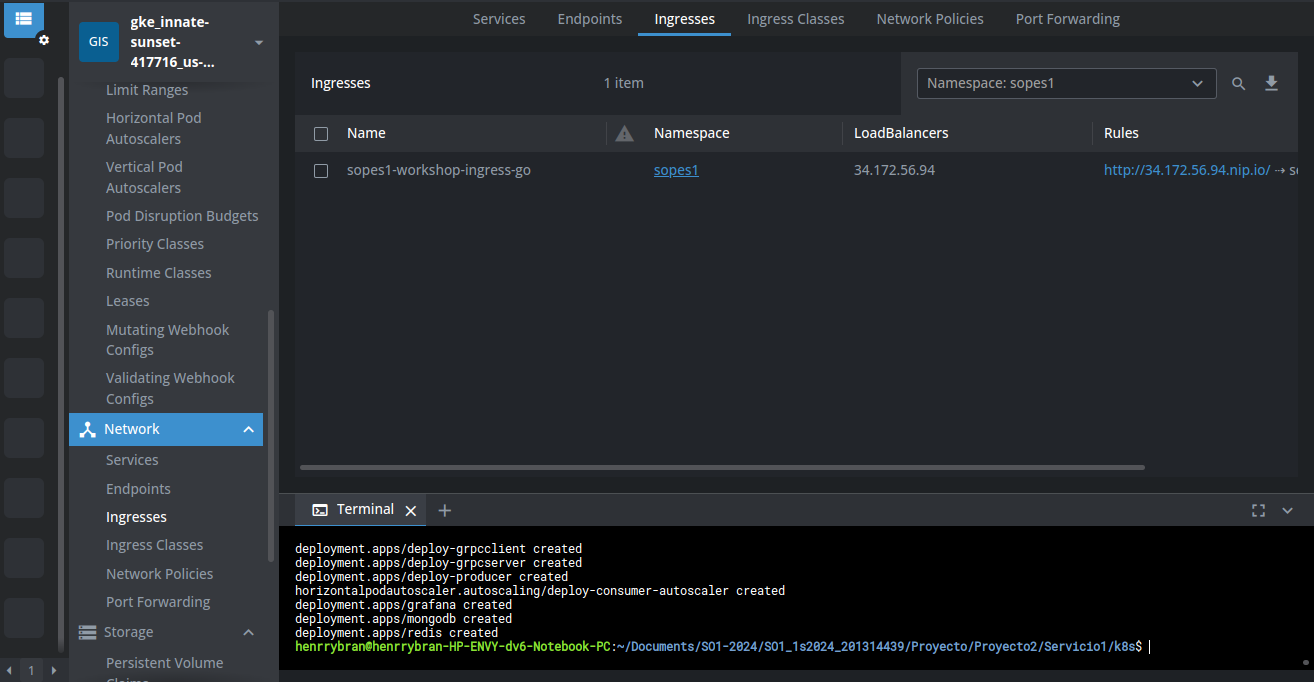 GIS
gke_innate-
sunset-
417716_us-...
Limit Ranges
Horizontal Pod
Autoscalers
Vertical Pod
Autoscalers
Pod Disruption Budgets
Priority Classes
Runtime Classes
Leases
Mutating Webhook
Configs
Validating Webhook
Configs
Network
Services
Endpoints
Ingresses
Ingress Classes
Network Policies
Port Forwarding
Storage
Persistent Volume
Claims
1
Services Endpoints Ingresses Ingress Classes Network Policies Port Forwarding
Ingresses 1 item Namespace: sopes1
Name Namespace LoadBalancers Rules
sopes1-workshop-ingress-go sopes1 34.172.56.94 http://34.172.56.94.nip.io/ ⇢ so
Terminal
deployment.apps/deploy-grpcclient created
deployment.apps/deploy-grpcserver created
deployment.apps/deploy-producer created
horizontalpodautoscaler.autoscaling/deploy-consumer-autoscaler created
deployment.apps/grafana created
deployment.apps/mongodb created
deployment.apps/redis created
henrrybran@henrrybran-HP-ENVY-dv6-Notebook-PC:~/Documents/SO1-2024/SO1_1s2024_201314439/Proyecto/Proyecto2/Servicio1/k8s$